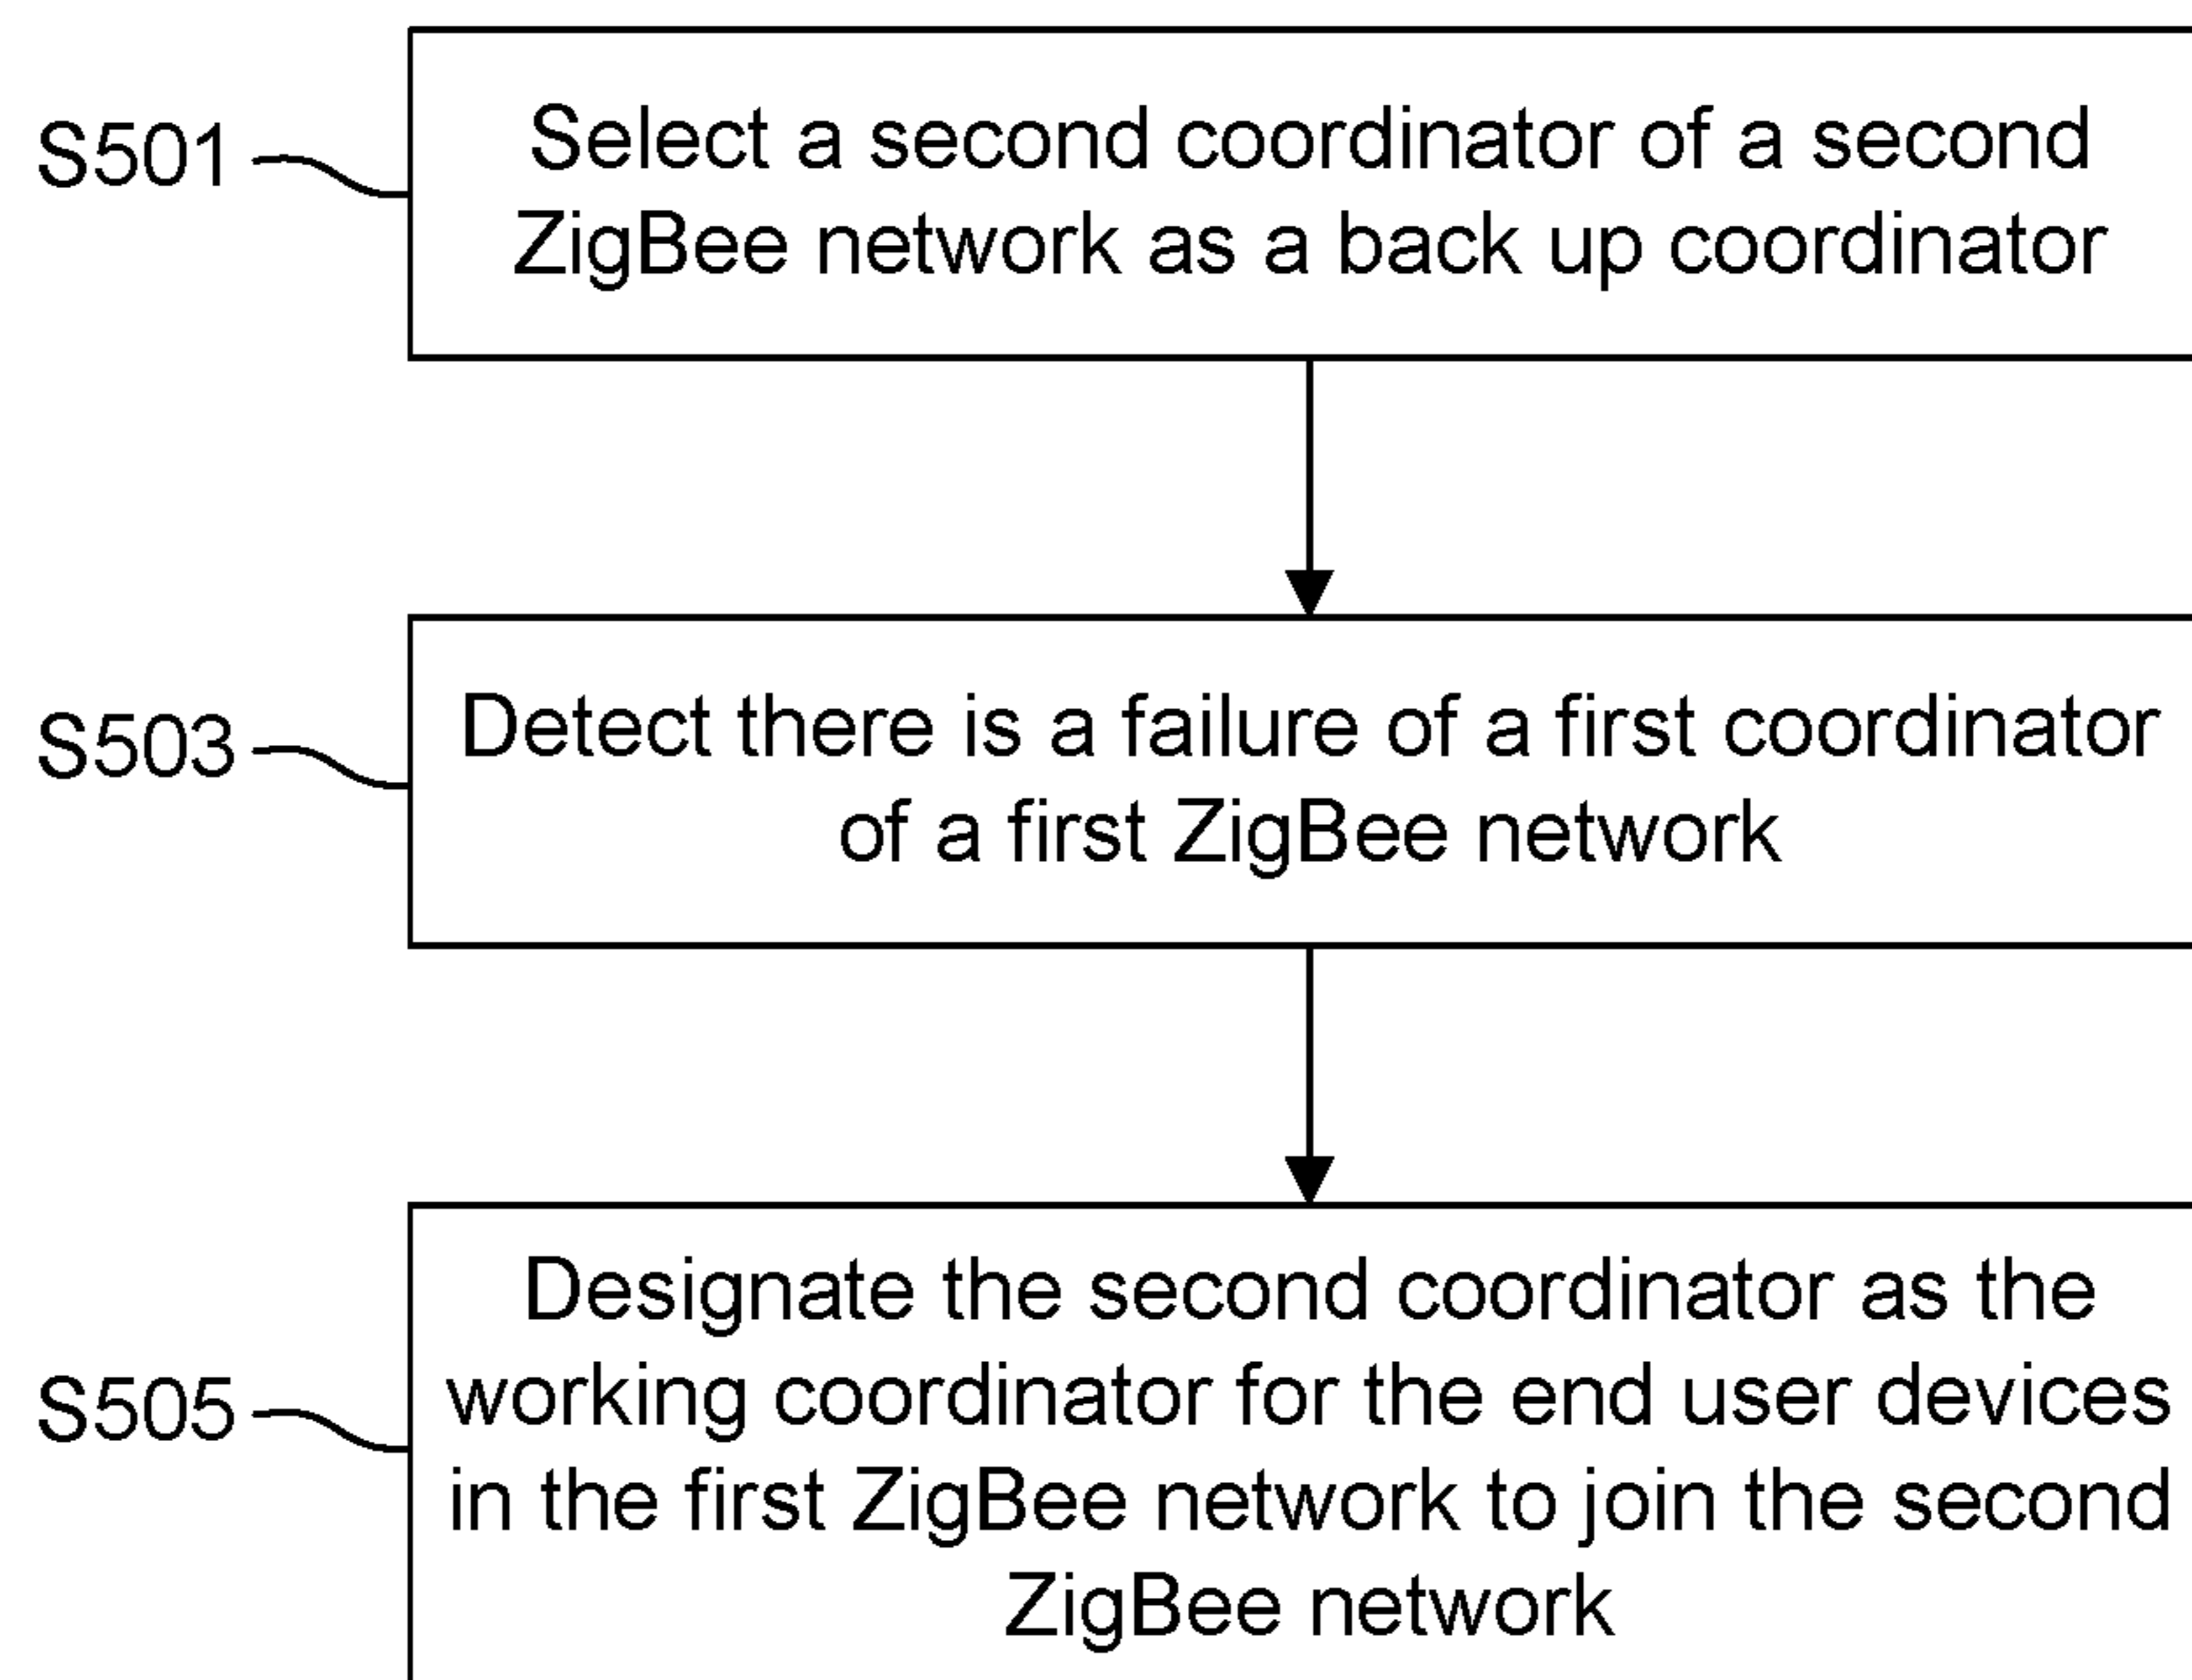 S501
Select a second coordinator of a second
ZigBee network as a back up coordinator
S503
Detect there is a failure of a first coordinator
of a first ZigBee network
S505
Designate the second coordinator as the
working coordinator for the end user devices
in the first ZigBee network to join the second
ZigBee network